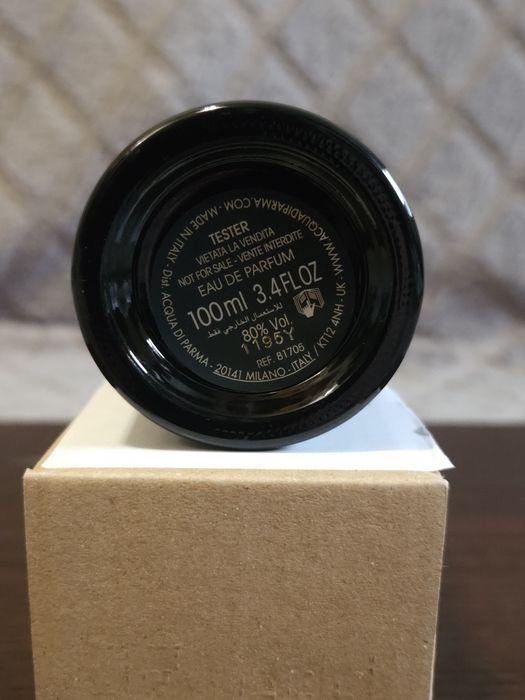 TESTER
VIETATA LA VENDITA
NOT FOR SALE - VENTE INTERDITE
EAU DE PARFUM
100ml 3.4FLOZ
للاستعمال الخارجي فقط
80% Vol.
1195Y
REF. 81705
Dist. ACQUA DI PARMA - 20141 MILANO - ITALY / KT12 4NH - UK - WWW.ACQUADIPARMA.COM - MADE IN ITALY